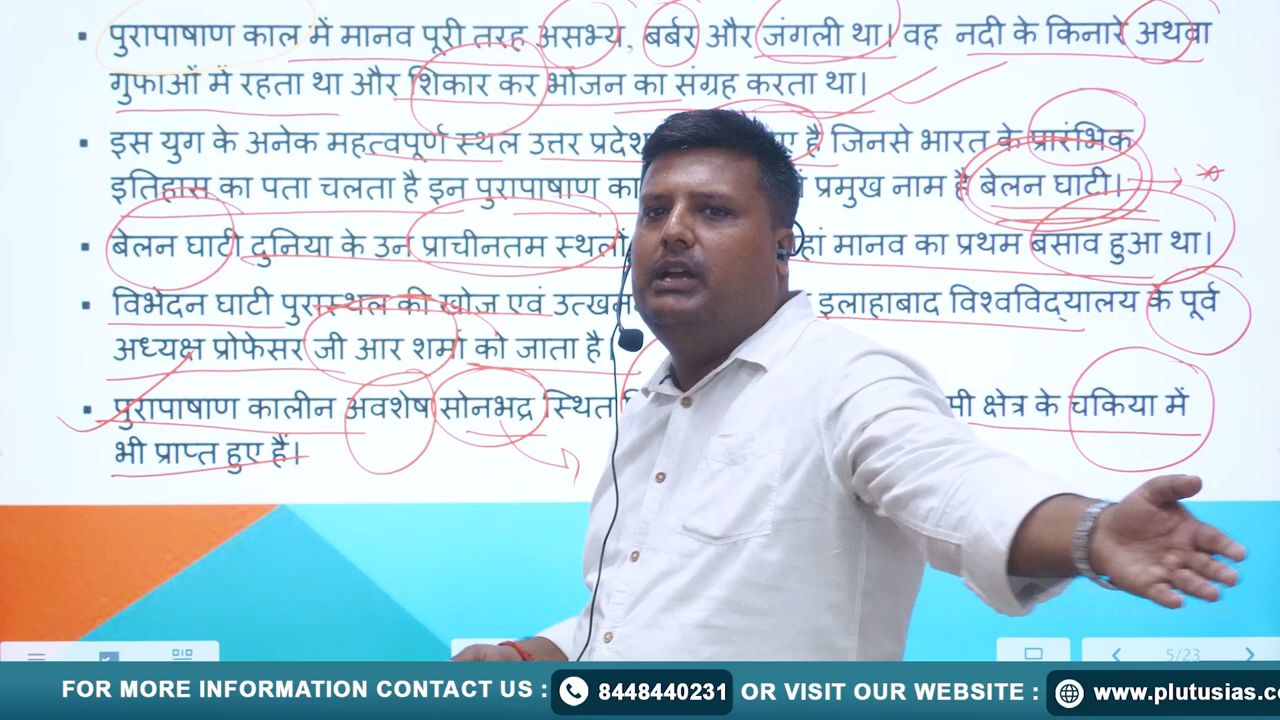 पुरापाषाण काल में मानव पूरी तरह असभ्य, बर्बर और जंगली था। वह नदी के किनारे अथवा
गुफाओं में रहता था और शिकार कर भोजन का संग्रह करता था।
इस युग के अनेक महत्वपूर्ण स्थल उत्तर प्रदेश है जिनसे भारत के प्रारंभिक
इतिहास का पता चलता है इन पुरापाषाण प्रमुख नाम है बेलन घाटी।
बेलन घाटी दुनिया के उन प्राचीनतम स्थलों मानव का प्रथम बसाव हुआ था।
विभेदन घाटी पुरास्थल की खोज एवं इलाहाबाद विश्वविद्यालय के पूर्व
अध्यक्ष प्रोफेसर जी आर शर्मा को जाता है।
पुरापाषाण कालीन अवशेष सोनभद्र स्थित क्षेत्र के चकिया में
भी प्राप्त हुए हैं।
5/23
FOR MORE INFORMATION CONTACT US : 8448440231 OR VISIT OUR WEBSITE : www.plutusias.c